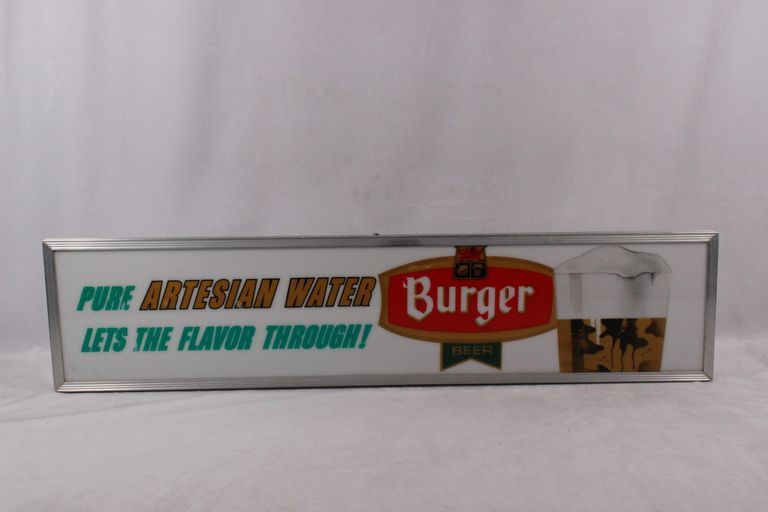 PURE ARTESIAN WATER
LETS THE FLAVOR THROUGH!
Burger
BEER